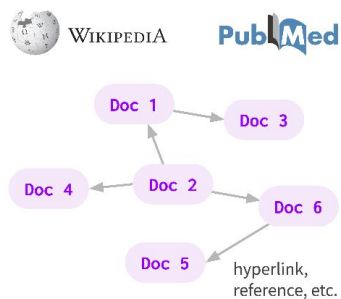 WIKIPEDIA
PubMed
Doc 1
Doc 3
Doc 4
Doc 2
Doc 6
Doc 5
hyperlink,
reference, etc.